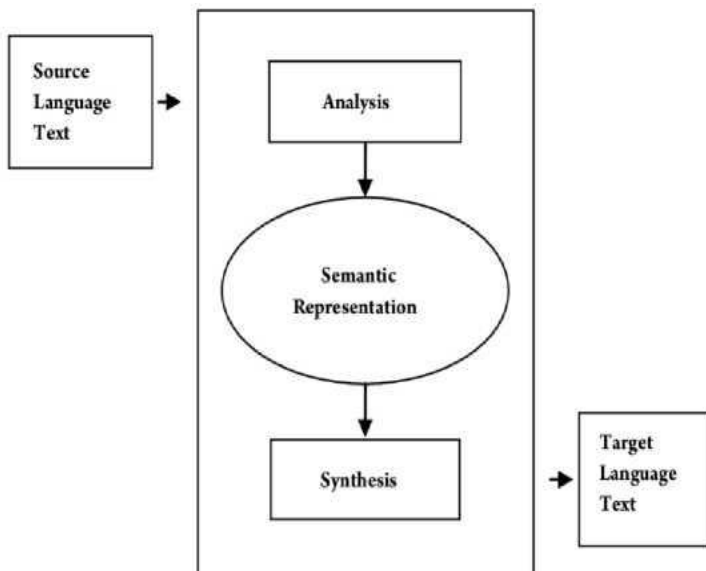 Source
Language
Text
Analysis
Semantic
Representation
Synthesis
Target
Language
Text